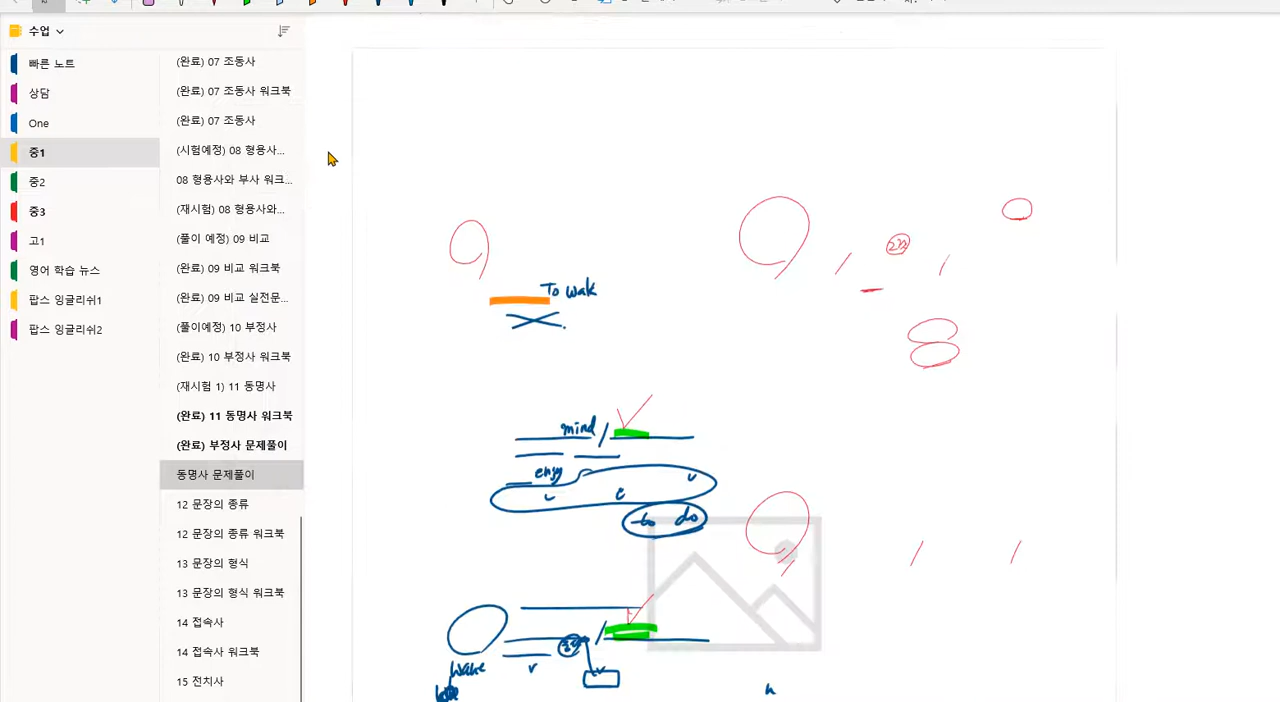 수업
빠른 노트
상담
One
중1
중2
중3
고1
영어 학습 뉴스
팝스 잉글리쉬1
팝스 잉글리쉬2
(완료) 07 조동사
(완료) 07 조동사 워크북
(완료) 07 조동사
(시험예정) 08 형용사...
08 형용사와 부사 워크...
(재시험) 08 형용사와...
(풀이 예정) 09 비교
(완료) 09 비교 워크북
(완료) 09 비교 실전문...
(풀이예정) 10 부정사
(완료) 10 부정사 워크북
(재시험 1) 11 동명사
(완료) 11 동명사 워크북
(완료) 부정사 문제풀이
동명사 문제풀이
12 문장의 종류
12 문장의 종류 워크북
13 문장의 형식
13 문장의 형식 워크북
14 접속사
14 접속사 워크북
15 전치사
To wak
mind
enjy
to do